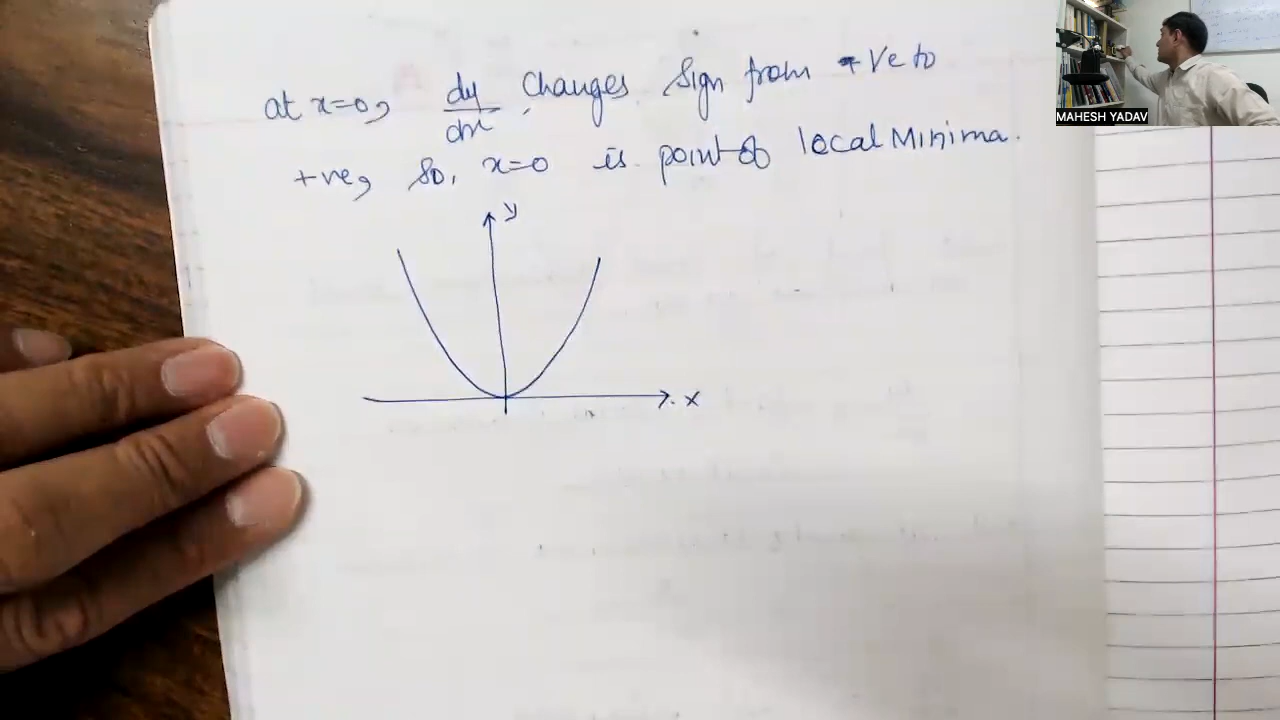 at x=0, dy/dx changes sign from -ve to
+ve, So, x=0 is point of local Minima.
y
x
MAHESH YADAV